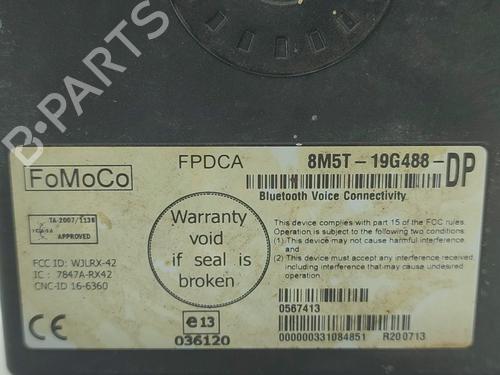 B-PARTS
FPDCA
8M5T-19G488-DP
FoMoCo
Bluetooth Voice Connectivity
TA-2007/1138
APPROVED
Warranty
void
if seal is
broken
This device complies with part 15 of the FCC rules.
Operation is subject to the following two conditions:
(1) This device may not cause harmful interference,
and
(2) This device must accept any interference received,
including interference that may cause undesired
operation.
FCC ID: WJLRX-42
IC : 7847A-RX42
CNC-ID 16-6360
0567413
CE
e13
036120
000000331084851
R200713